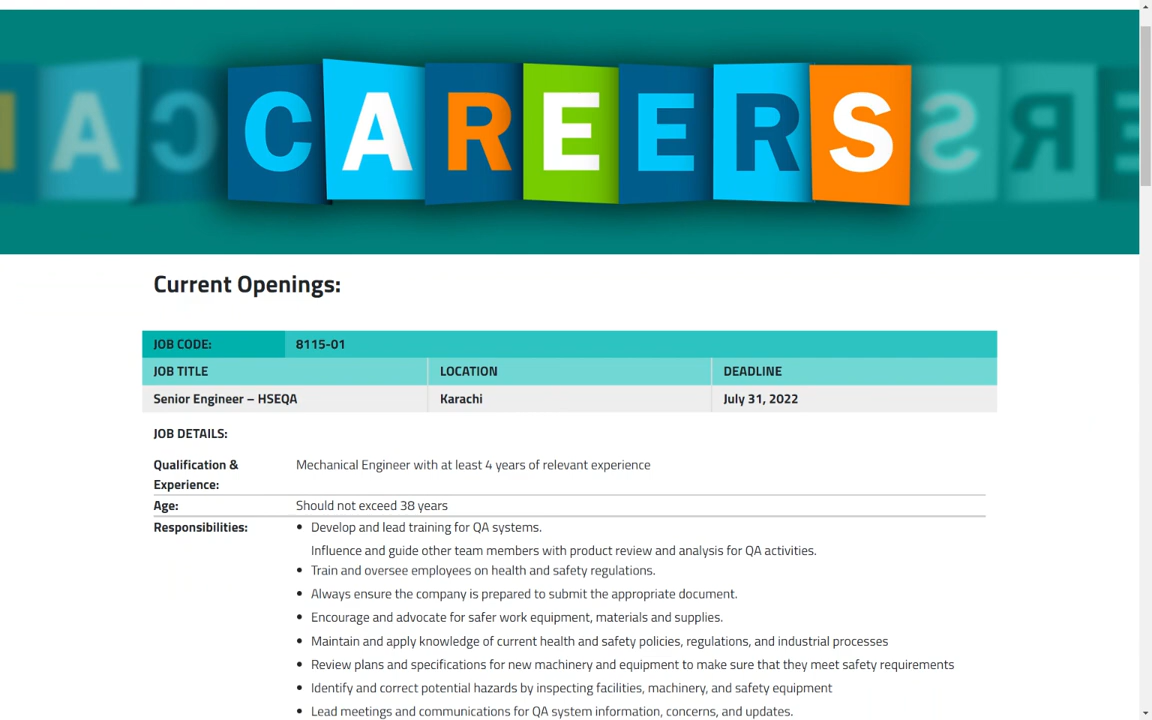 CAREERS
Current Openings:
JOB CODE: 8115-01
JOB TITLE LOCATION DEADLINE
Senior Engineer – HSEQA Karachi July 31, 2022
JOB DETAILS:
Qualification & Mechanical Engineer with at least 4 years of relevant experience
Experience:
Age: Should not exceed 38 years
Responsibilities: • Develop and lead training for QA systems.
Influence and guide other team members with product review and analysis for QA activities.
• Train and oversee employees on health and safety regulations.
• Always ensure the company is prepared to submit the appropriate document.
• Encourage and advocate for safer work equipment, materials and supplies.
• Maintain and apply knowledge of current health and safety policies, regulations, and industrial processes
• Review plans and specifications for new machinery and equipment to make sure that they meet safety requirements
• Identify and correct potential hazards by inspecting facilities, machinery, and safety equipment
• Lead meetings and communications for QA system information, concerns, and updates.